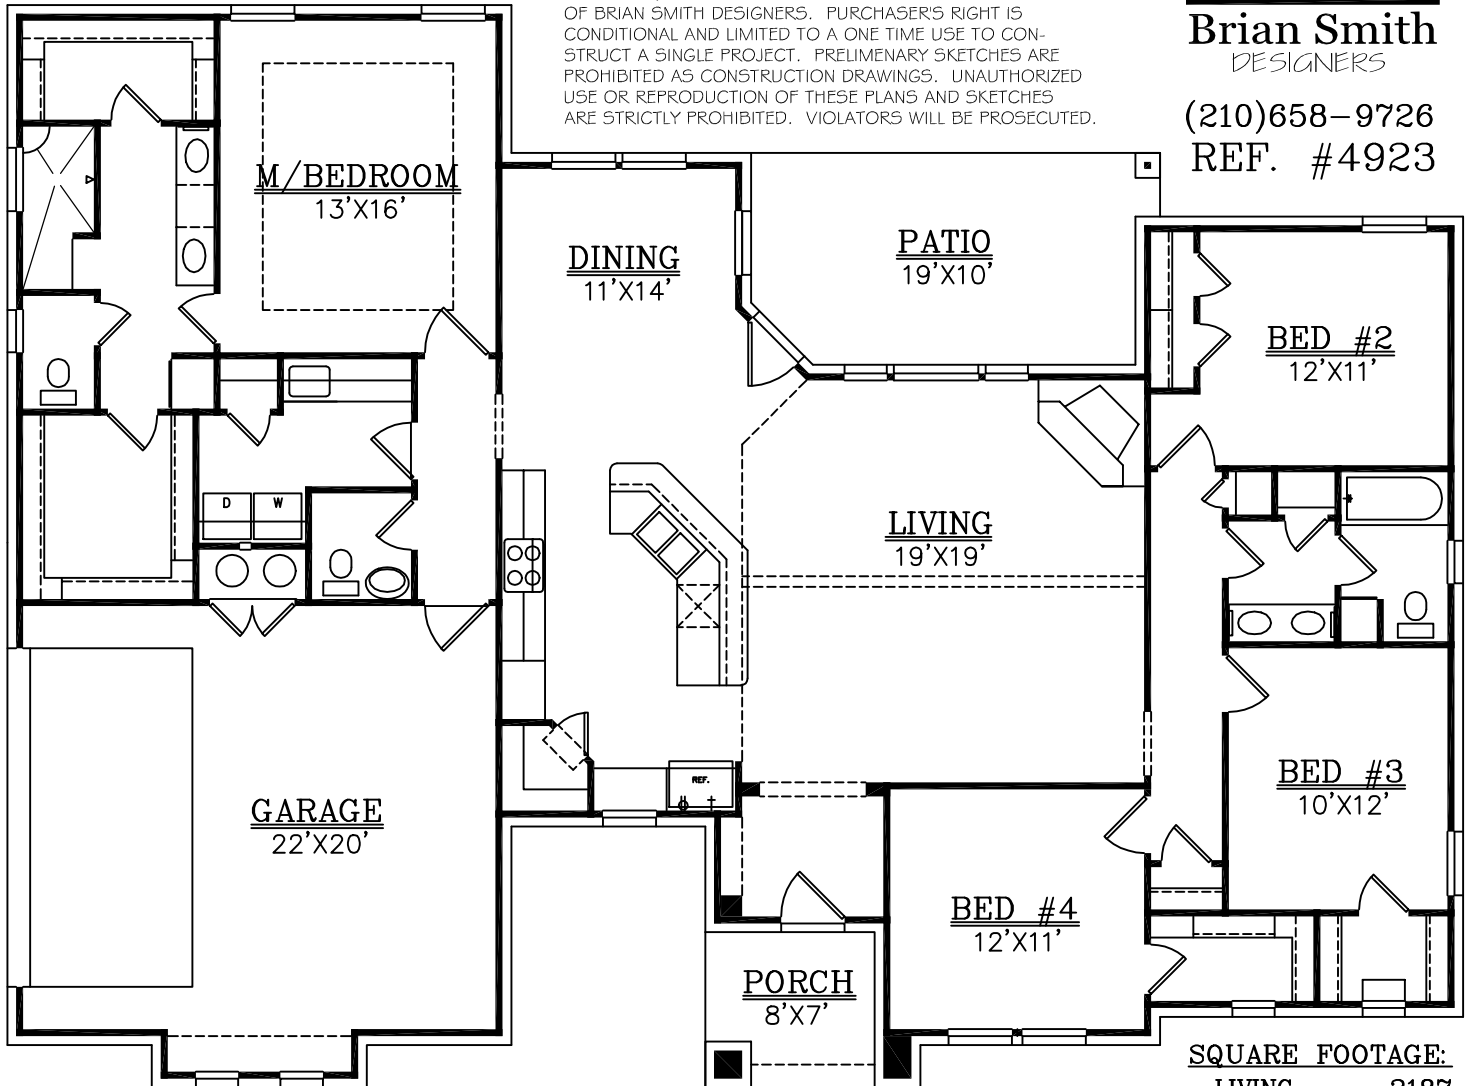 OF BRIAN SMITH DESIGNERS. PURCHASER'S RIGHT IS
CONDITIONAL AND LIMITED TO A ONE TIME USE TO CON-
STRUCT A SINGLE PROJECT. PRELIMENARY SKETCHES ARE
PROHIBITED AS CONSTRUCTION DRAWINGS. UNAUTHORIZED
USE OR REPRODUCTION OF THESE PLANS AND SKETCHES
ARE STRICTLY PROHIBITED. VIOLATORS WILL BE PROSECUTED.
Brian Smith
DESIGNERS
(210)658-9726
REF. #4923
M/BEDROOM
13'X16'
DINING
11'X14'
PATIO
19'X10'
BED #2
12'X11'
D W
LIVING
19'X19'
REF.
GARAGE
22'X20'
BED #3
10'X12'
BED #4
12'X11'
PORCH
8'X7'
SQUARE FOOTAGE:
LIVING 2187